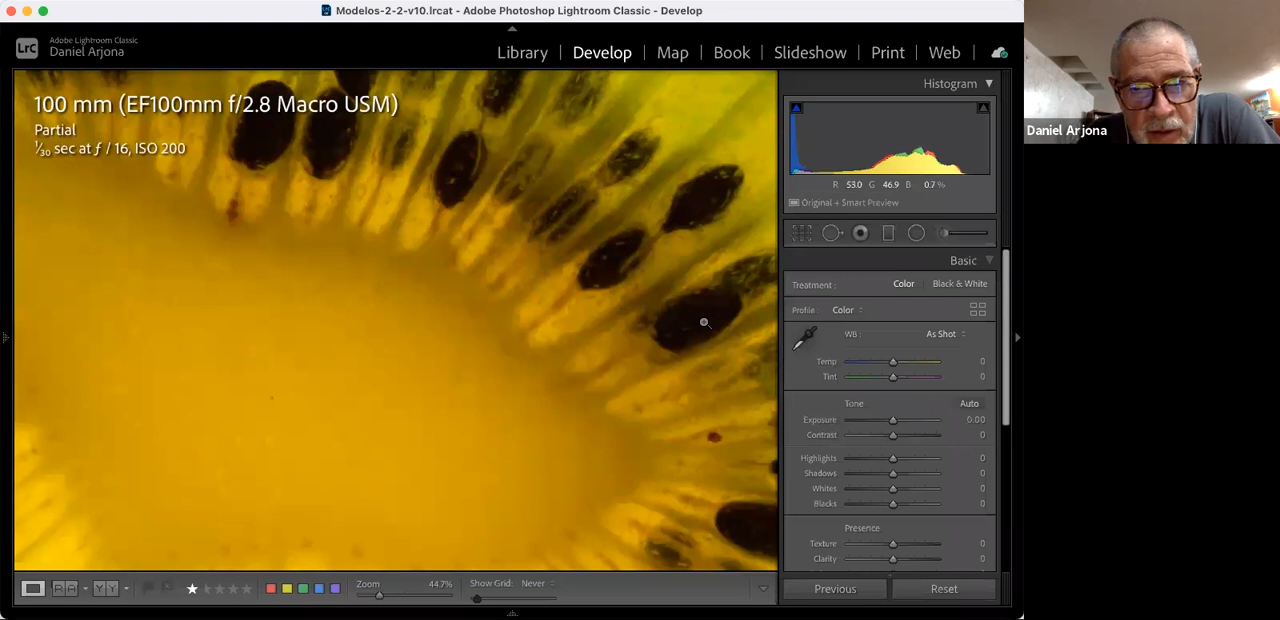 Modelos-2-2-v10.lrcat - Adobe Photoshop Lightroom Classic - Develop
LrC
Adobe Lightroom Classic
Daniel Arjona
Library | Develop | Map | Book | Slideshow | Print | Web
100 mm (EF100mm f/2.8 Macro USM)
Partial
1/30 sec at ƒ / 16, ISO 200
Histogram
R 53.0 G 46.9 B 0.7 %
Original + Smart Preview
Basic
Treatment : Color | Black & White
Profile : Color
WB : As Shot
Temp 0
Tint 0
Tone Auto
Exposure 0.00
Contrast 0
Highlights 0
Shadows 0
Whites 0
Blacks 0
Presence
Texture 0
Clarity 0
Previous Reset
R A Y Y
Zoom 44.7%
Show Grid: Never
Daniel Arjona